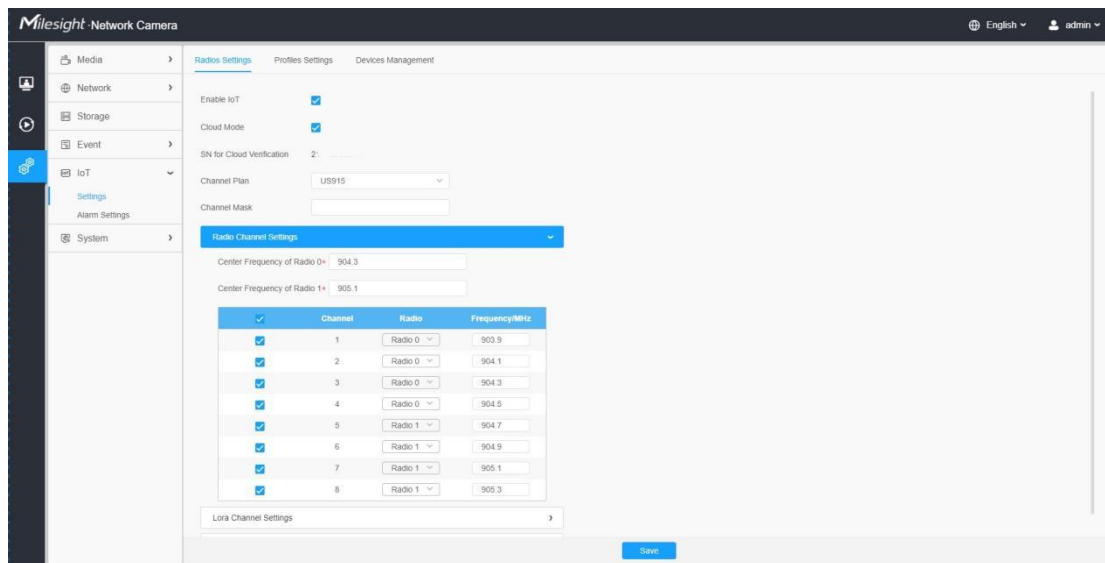 Milesight -Network Camera
English
admin
Media
Network
Storage
Event
IoT
Settings
Alarm Settings
System
Radios Settings Profiles Settings Devices Management
Enable IoT
Cloud Mode
SN for Cloud Verification
Channel Plan US915
Channel Mask
Radio Channel Settings
Center Frequency of Radio 0* 904.3
Center Frequency of Radio 1* 905.1
Channel Radio Frequency/MHz
1 Radio 0 903.9
2 Radio 0 904.1
3 Radio 0 904.3
4 Radio 0 904.5
5 Radio 1 904.7
6 Radio 1 904.9
7 Radio 1 905.1
8 Radio 1 905.3
Lora Channel Settings
Save